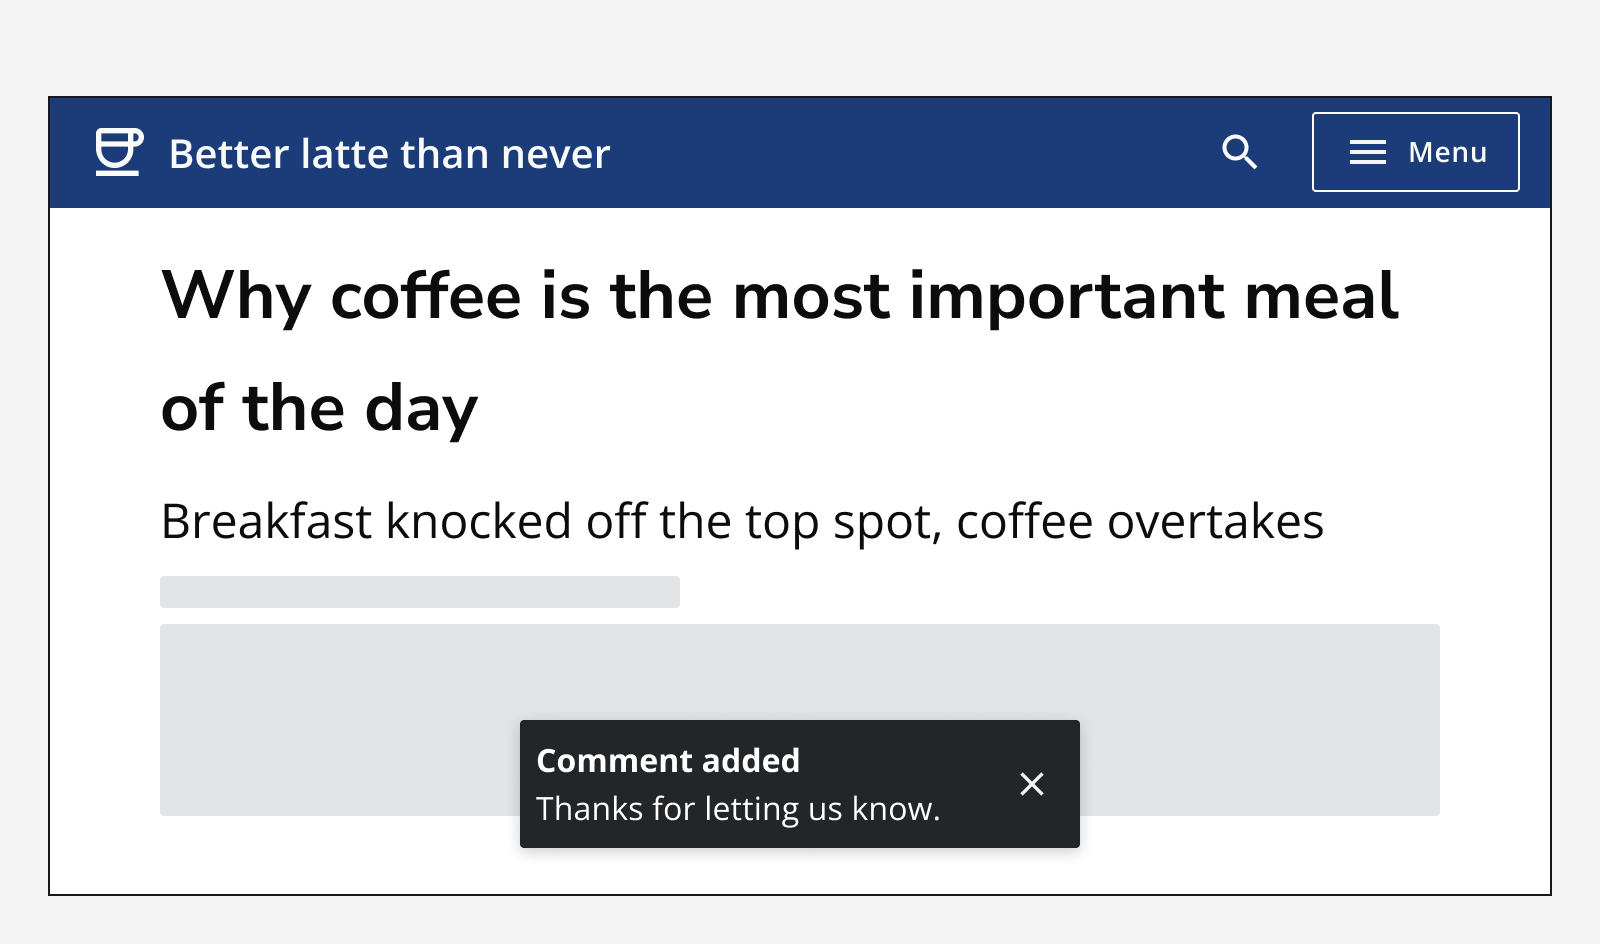 Better latte than never
Menu
Why coffee is the most important meal
of the day
Breakfast knocked off the top spot, coffee overtakes
Comment added
Thanks for letting us know.